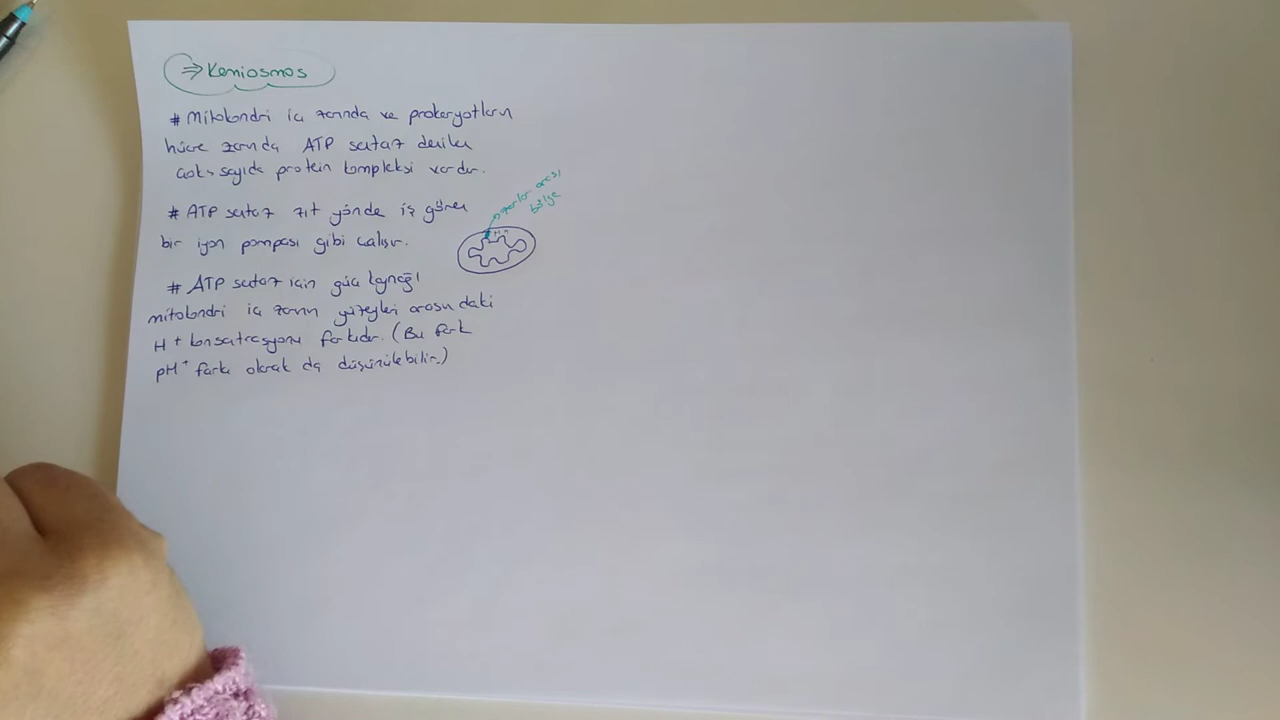 ⇒ Kemiosmos
# Mitokondri iç zarında ve prokaryotların
hücre zarında ATP sentaz denilen
çok sayıda protein kompleksi vardır.
# ATP sentaz zıt yönde iş gören
bir iyon pompası gibi çalışır.
zarlar arası
bölge
# ATP sentaz için güç kaynağı
mitokondri iç zarın yüzeyleri arasındaki
H+ konsatrasyonu farkıdır. (Bu fark
pH+ farkı olarak da düşünülebilir.)